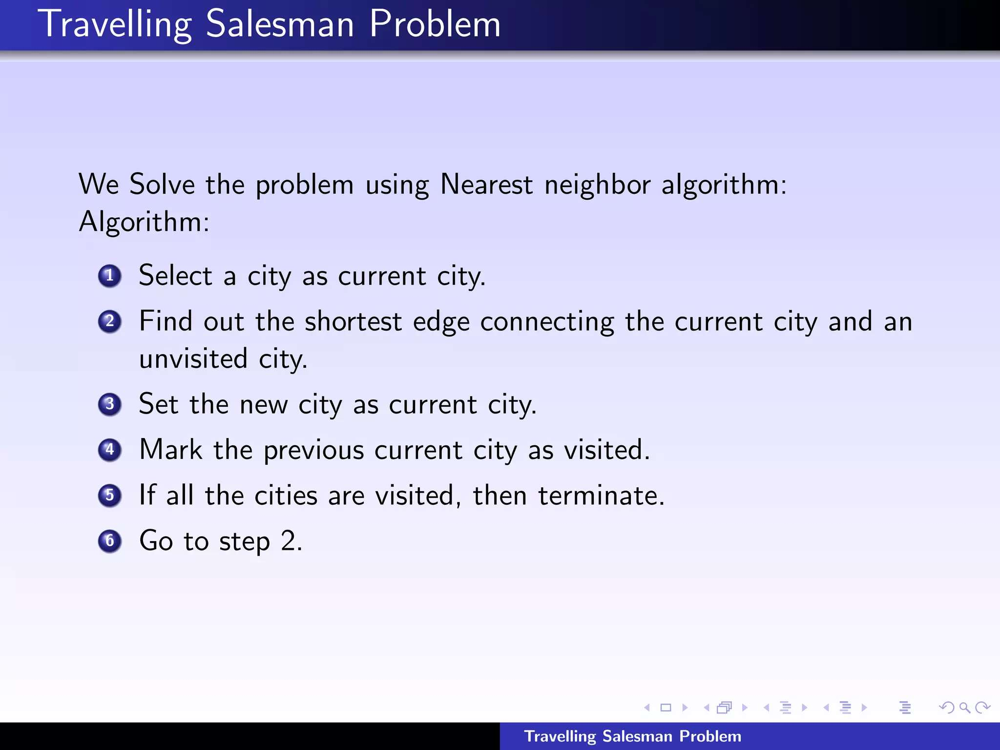 Travelling Salesman Problem
We Solve the problem using Nearest neighbor algorithm:
Algorithm:
1 Select a city as current city.
2 Find out the shortest edge connecting the current city and an
unvisited city.
3 Set the new city as current city.
4 Mark the previous current city as visited.
5 If all the cities are visited, then terminate.
6 Go to step 2.
Travelling Salesman Problem